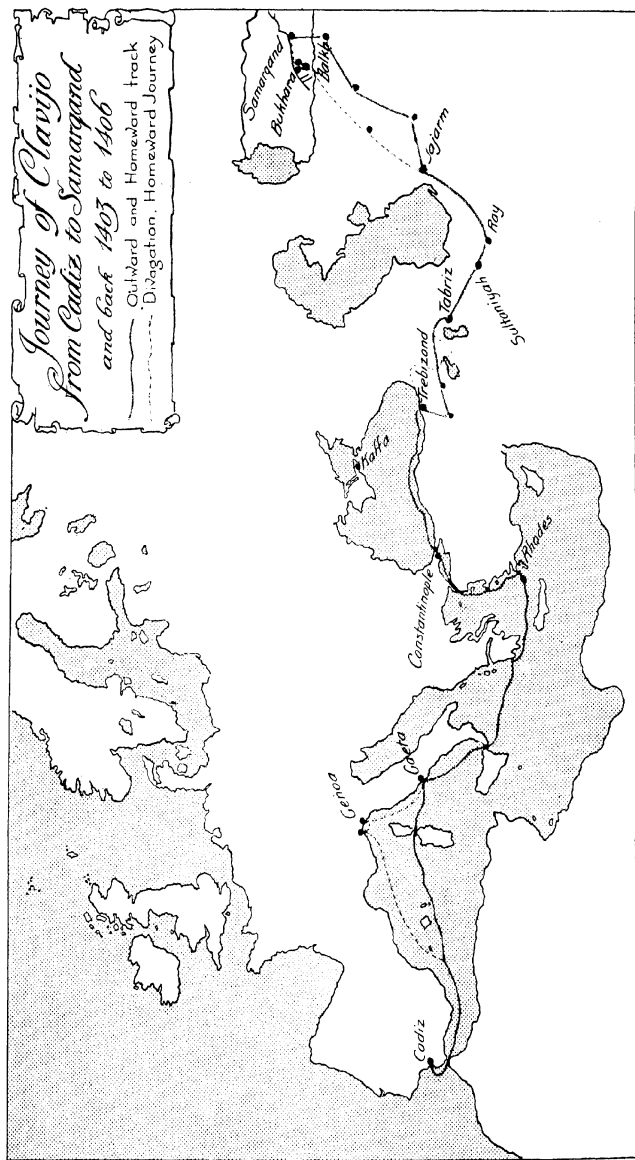 Journey of Clavijo
from Cadiz to Samarqand
and back 1403 to 1406
Outward and Homeward track
Divagation, Homeward Journey
Cadiz
Genoa
Gaeta
Constantinople
Rhodes
Kaffa
Trebizond
Tabriz
Sultaniyah
Ray
Jajarm
Samarqand
Bukhara
Balkh